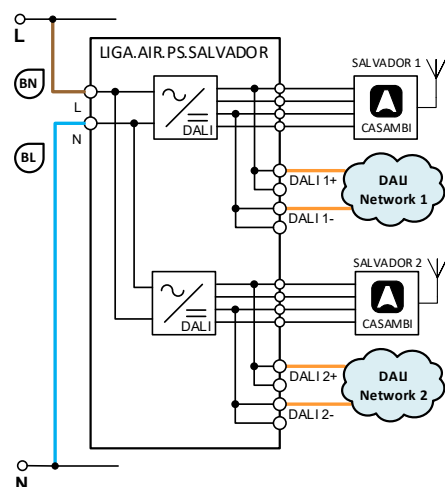 L
LIGA.AIR.PS.SALVADOR
BN
L
N
BL
DALI
SALVADOR 1
CASAMBI
DALI 1+
DALI 1-
DALI
Network 1
DALI
SALVADOR 2
CASAMBI
DALI 2+
DALI 2-
DALI
Network 2
N